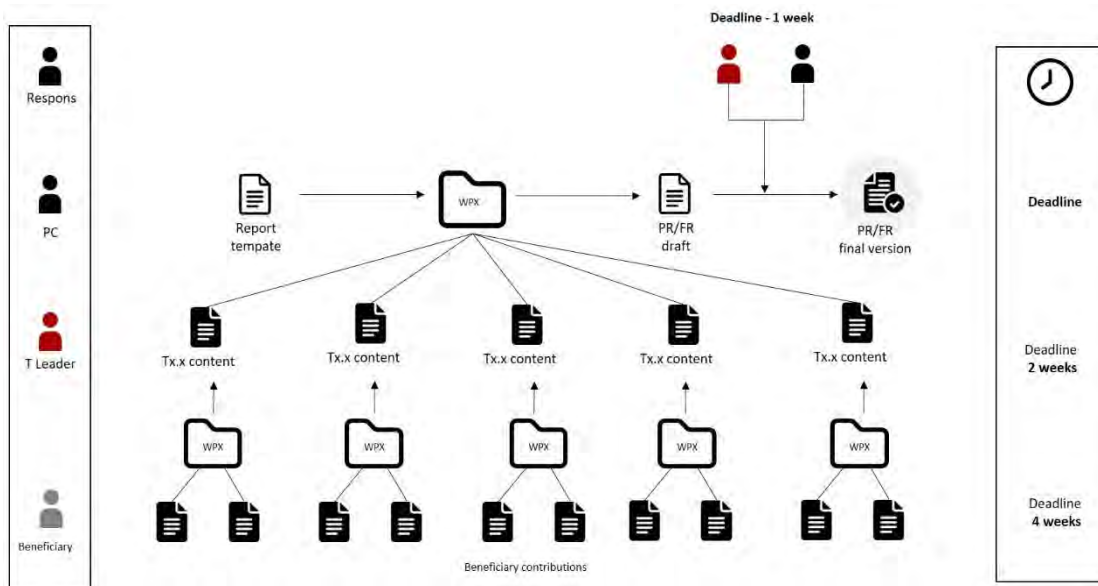 Deadline - 1 week
Respons
PC
T Leader
Beneficiary
Report
tempate
WPX
PR/FR
draft
PR/FR
final version
Tx.x content
Tx.x content
Tx.x content
Tx.x content
Tx.x content
WPX
WPX
WPX
WPX
WPX
Beneficiary contributions
Deadline
Deadline
2 weeks
Deadline
4 weeks